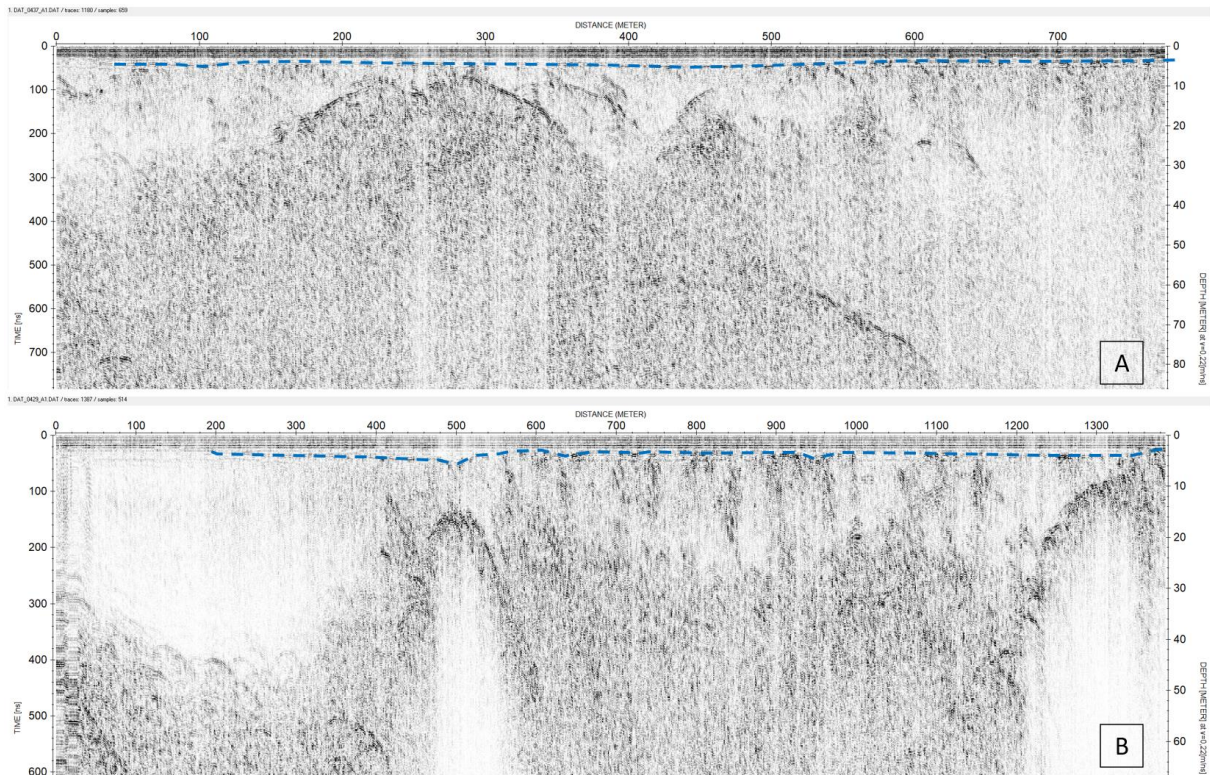 1. DAT_0437_A1.DAT / traces: 1180 / samples: 659
DISTANCE (METER)
0 100 200 300 400 500 600 700
0
100
200
300
400
500
600
700
TIME [ns]
0
10
20
30
40
50
60
70
80
DEPTH [METER] at v=0.22[m/ns]
A
1. DAT_0429_A1.DAT / traces: 1387 / samples: 514
DISTANCE (METER)
0 100 200 300 400 500 600 700 800 900 1000 1100 1200 1300
0
100
200
300
400
500
600
TIME [ns]
0
10
20
30
40
50
60
DEPTH [METER] at v=0.22[m/ns]
B